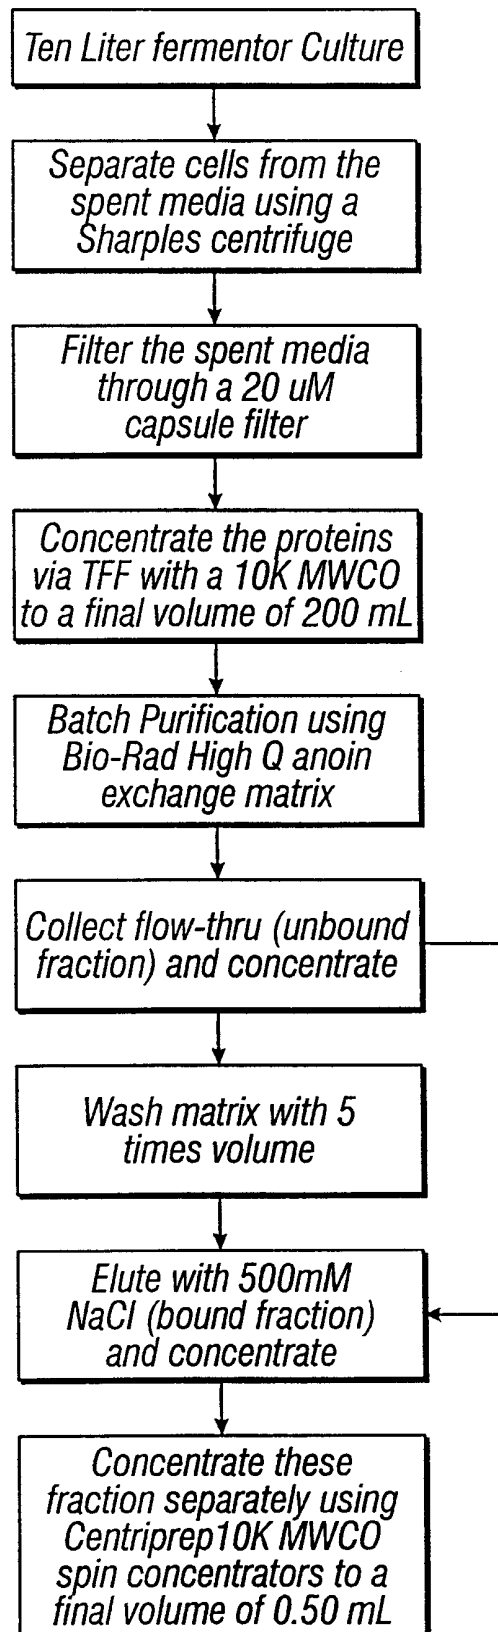 Ten Liter fermentor Culture
Separate cells from the
spent media using a
Sharples centrifuge
Filter the spent media
through a 20 uM
capsule filter
Concentrate the proteins
via TFF with a 10K MWCO
to a final volume of 200 mL
Batch Purification using
Bio-Rad High Q anoin
exchange matrix
Collect flow-thru (unbound
fraction) and concentrate
Wash matrix with 5
times volume
Elute with 500mM
NaCl (bound fraction)
and concentrate
Concentrate these
fraction separately using
Centriprep10K MWCO
spin concentrators to a
final volume of 0.50 mL